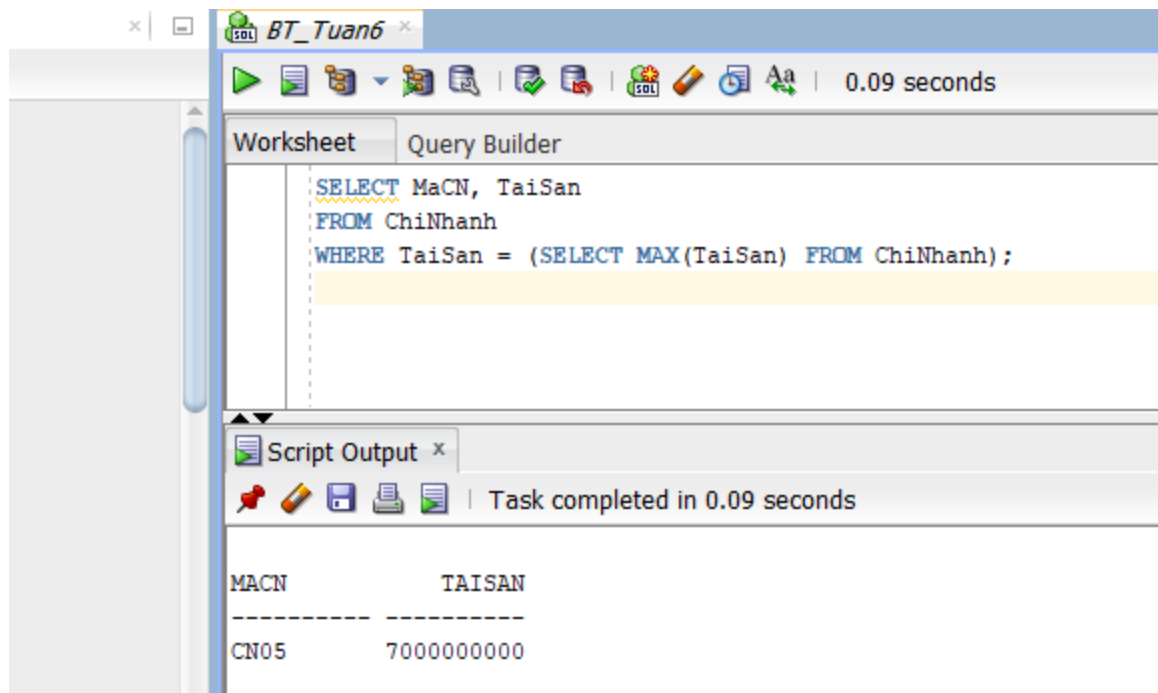 BT_Tuan6
0.09 seconds
Worksheet
Query Builder
SELECT MaCN, TaiSan
FROM ChiNhanh
WHERE TaiSan = (SELECT MAX(TaiSan) FROM ChiNhanh);
Script Output
Task completed in 0.09 seconds
MACN TAISAN
---------- ----------
CN05 7000000000